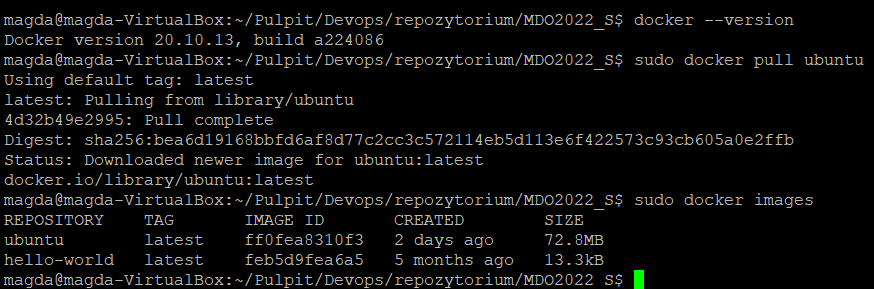 magda@magda-VirtualBox:~/Pulpit/Devops/repozytorium/MDO2022_S$ docker --version
Docker version 20.10.13, build a224086
magda@magda-VirtualBox:~/Pulpit/Devops/repozytorium/MDO2022_S$ sudo docker pull ubuntu
Using default tag: latest
latest: Pulling from library/ubuntu
4d32b49e2995: Pull complete
Digest: sha256:bea6d19168bbfd6af8d77c2cc3c572114eb5d113e6f422573c93cb605a0e2ffb
Status: Downloaded newer image for ubuntu:latest
docker.io/library/ubuntu:latest
magda@magda-VirtualBox:~/Pulpit/Devops/repozytorium/MDO2022_S$ sudo docker images
REPOSITORY    TAG       IMAGE ID       CREATED        SIZE
ubuntu        latest    ff0fea8310f3   2 days ago     72.8MB
hello-world   latest    feb5d9fea6a5   5 months ago   13.3kB
magda@magda-VirtualBox:~/Pulpit/Devops/repozytorium/MDO2022_S$